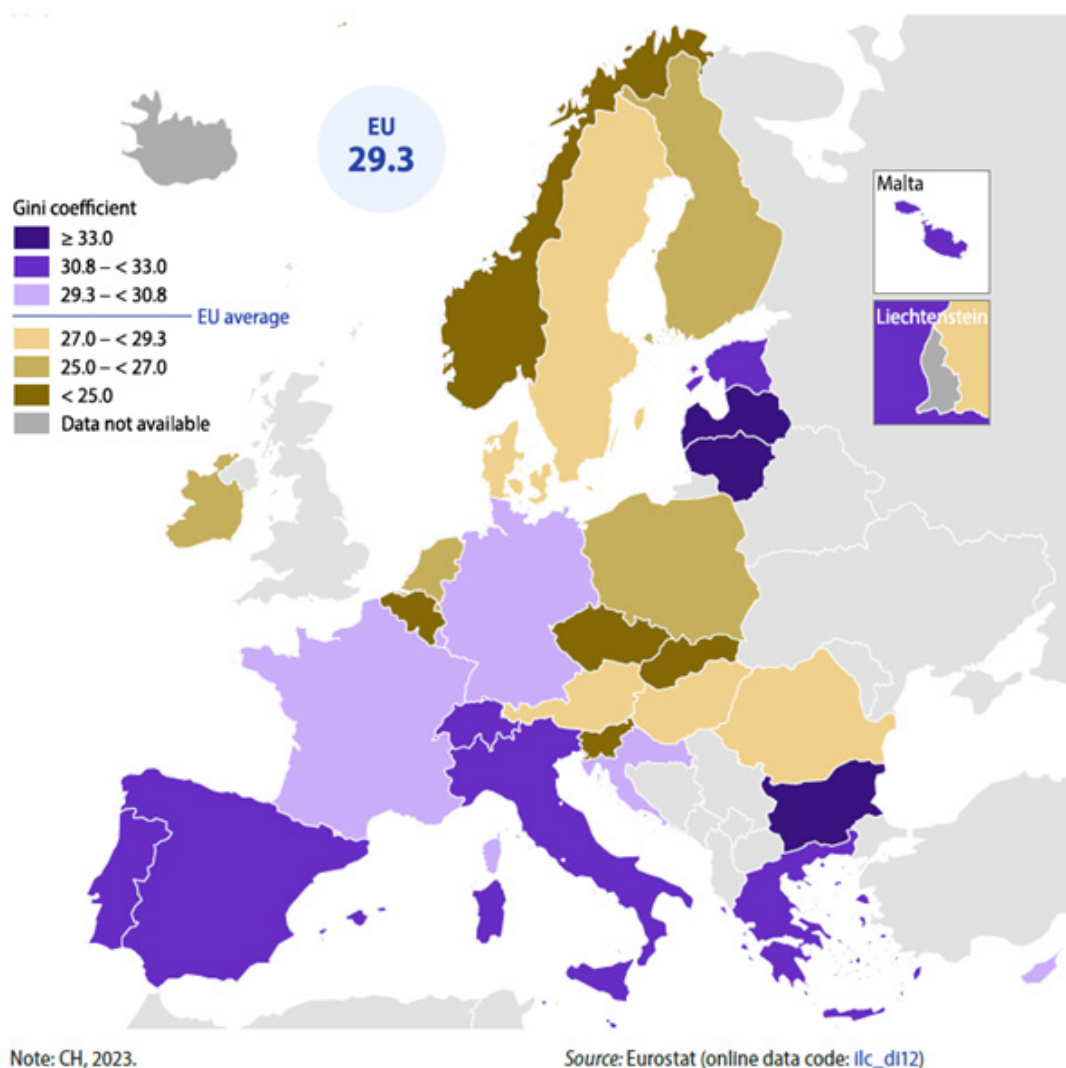 EU
29.3
Gini coefficient
≥ 33.0
30.8 – < 33.0
29.3 – < 30.8
EU average
27.0 – < 29.3
25.0 – < 27.0
< 25.0
Data not available
Malta
Liechtenstein
Note: CH, 2023.
Source: Eurostat (online data code: ilc_di12)